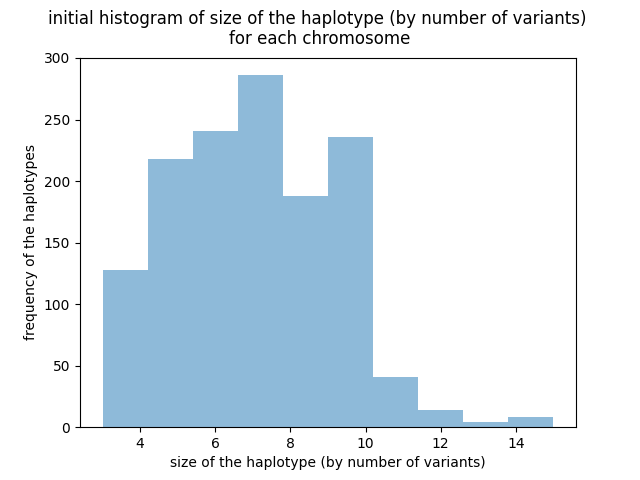 initial histogram of size of the haplotype (by number of variants)
for each chromosome
300
250
200
150
100
50
0
frequency of the haplotypes
4 6 8 10 12 14
size of the haplotype (by number of variants)